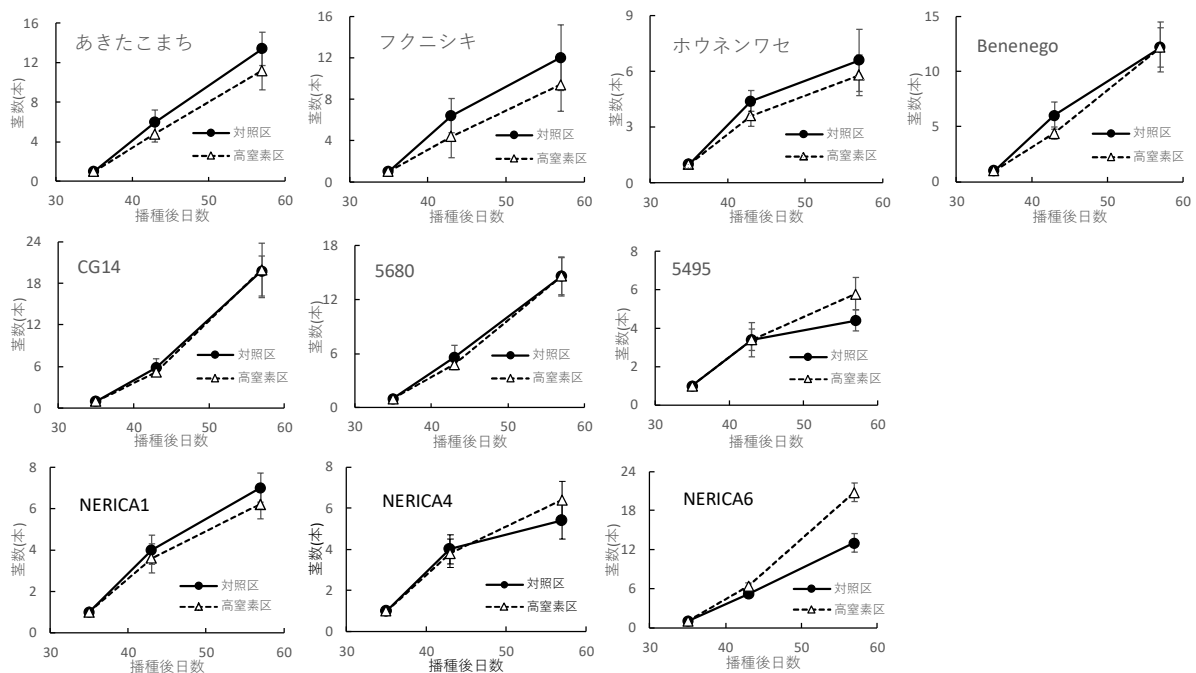 あきたこまち
茎数(本)
16
12
8
4
0
対照区
高窒素区
30 40 50 60
播種後日数
フクニシキ
茎数(本)
16
12
8
4
0
対照区
高窒素区
30 40 50 60
播種後日数
ホウネンワセ
茎数(本)
9
6
3
0
対照区
高窒素区
30 40 50 60
播種後日数
Benenego
茎数(本)
15
10
5
0
対照区
高窒素区
30 40 50 60
播種後日数
CG14
茎数(本)
24
18
12
6
0
対照区
高窒素区
30 40 50 60
播種後日数
5680
茎数(本)
18
12
6
0
対照区
高窒素区
30 40 50 60
播種後日数
5495
茎数(本)
8
6
4
2
0
対照区
高窒素区
30 40 50 60
播種後日数
NERICA1
茎数(本)
8
6
4
2
0
対照区
高窒素区
30 40 50 60
播種後日数
NERICA4
茎数(本)
8
6
4
2
0
対照区
高窒素区
30 40 50 60
播種後日数
NERICA6
茎数(本)
24
18
12
6
0
対照区
高窒素区
30 40 50 60
播種後日数